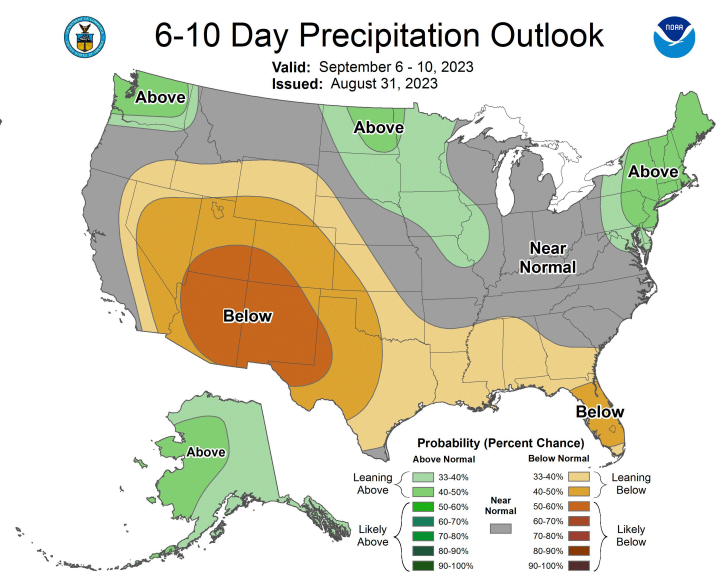 6-10 Day Precipitation Outlook
Valid: September 6 - 10, 2023
Issued: August 31, 2023
NOAA
Above
Above
Above
Near
Normal
Below
Below
Above
Probability (Percent Chance)
Above Normal
Below Normal
Leaning
Above
33-40%
40-50%
Likely
Above
50-60%
60-70%
70-80%
80-90%
90-100%
Near
Normal
33-40%
40-50%
Leaning
Below
50-60%
60-70%
70-80%
80-90%
90-100%
Likely
Below